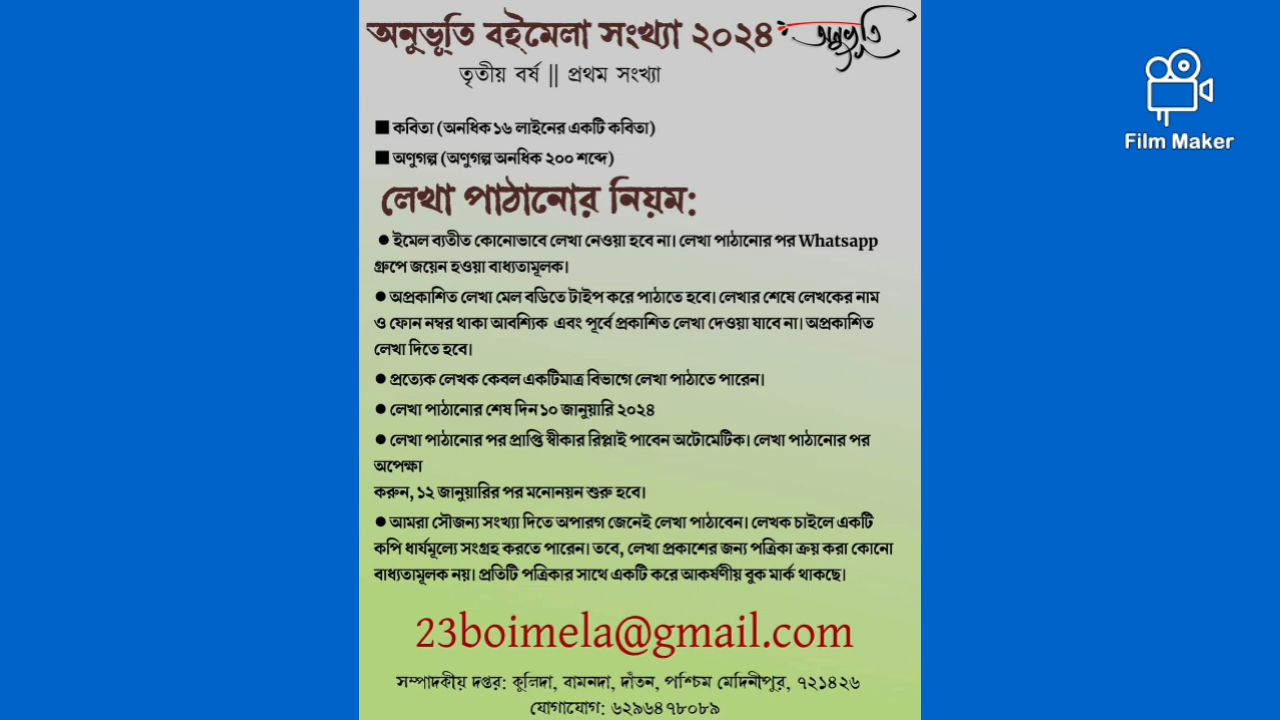 অনুভূতি বইমেলা সংখ্যা ২০২৪
অনুভূতি
তৃতীয় বর্ষ || প্রথম সংখ্যা
Film Maker
■ কবিতা (অনধিক ১৬ লাইনের একটি কবিতা)
■ অণুগল্প (অণুগল্প অনধিক ২০০ শব্দে)
লেখা পাঠানোর নিয়ম:
● ইমেল ব্যতীত কোনোভাবে লেখা নেওয়া হবে না। লেখা পাঠানোর পর Whatsapp
গ্রুপে জয়েন হওয়া বাধ্যতামূলক।
● অপ্রকাশিত লেখা মেল বডিতে টাইপ করে পাঠাতে হবে। লেখার শেষে লেখকের নাম
ও ফোন নম্বর থাকা আবশ্যিক এবং পূর্বে প্রকাশিত লেখা দেওয়া যাবে না। অপ্রকাশিত
লেখা দিতে হবে।
● প্রত্যেক লেখক কেবল একটিমাত্র বিভাগে লেখা পাঠাতে পারেন।
● লেখা পাঠানোর শেষ দিন ১০ জানুয়ারি ২০২৪
● লেখা পাঠানোর পর প্রাপ্তি স্বীকার রিপ্লাই পাবেন অটোমেটিক। লেখা পাঠানোর পর
অপেক্ষা
করুন, ১২ জানুয়ারির পর মনোনয়ন শুরু হবে।
● আমরা সৌজন্য সংখ্যা দিতে অপারগ জেনেই লেখা পাঠাবেন। লেখক চাইলে একটি
কপি ধার্যমূল্যে সংগ্রহ করতে পারেন। তবে, লেখা প্রকাশের জন্য পত্রিকা ক্রয় করা কোনো
বাধ্যতামূলক নয়। প্রতিটি পত্রিকার সাথে একটি করে আকর্ষণীয় বুক মার্ক থাকছে।
23boimela@gmail.com
সম্পাদকীয় দপ্তর: কুলিদা, বামনদা, দাঁতন, পশ্চিম মেদিনীপুর, ৭২১৪২৬
যোগাযোগ: ৬২৯৬৪৭৮০৮৯